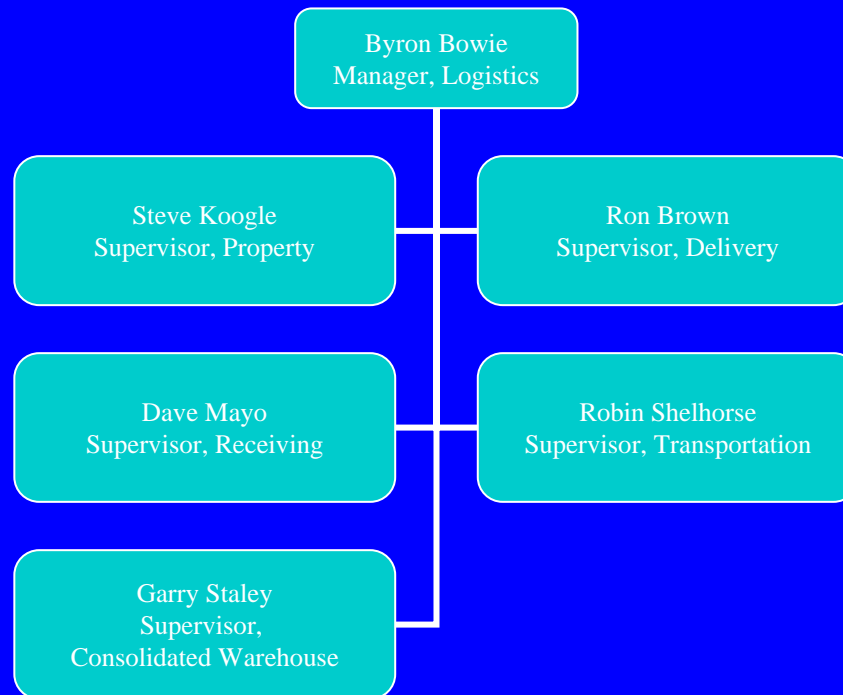 Byron Bowie
Manager, Logistics
Steve Koogle
Supervisor, Property
Ron Brown
Supervisor, Delivery
Dave Mayo
Supervisor, Receiving
Robin Shelhorse
Supervisor, Transportation
Garry Staley
Supervisor,
Consolidated Warehouse